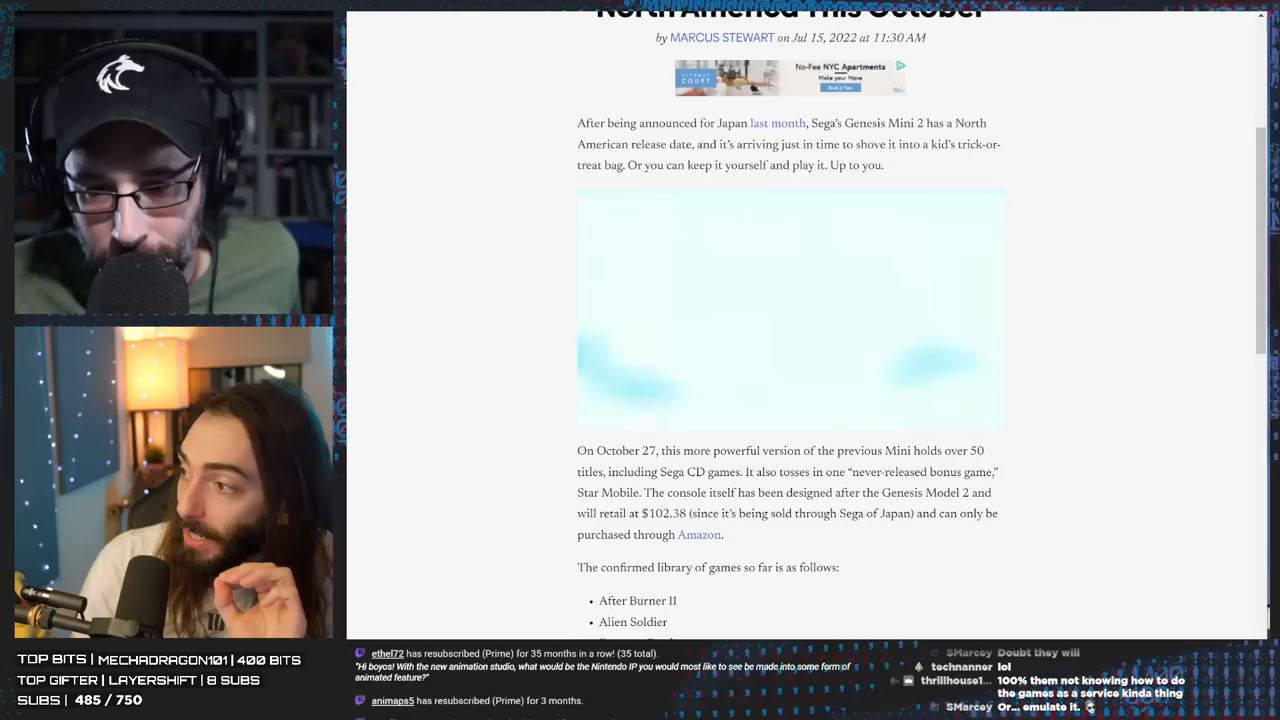 North America This October
by MARCUS STEWART on Jul 15, 2022 at 11:30 AM
No-Fee NYC Apartments
Make your Move
Book a Tour
COURT
After being announced for Japan last month, Sega's Genesis Mini 2 has a North
American release date, and it's arriving just in time to shove it into a kid's trick-or-
treat bag. Or you can keep it yourself and play it. Up to you.
On October 27, this more powerful version of the previous Mini holds over 50
titles, including Sega CD games. It also tosses in one “never-released bonus game,”
Star Mobile. The console itself has been designed after the Genesis Model 2 and
will retail at $102.38 (since it's being sold through Sega of Japan) and can only be
purchased through Amazon.
The confirmed library of games so far is as follows:
• After Burner II
• Alien Soldier
TOP BITS | MECHADRAGON101 | 400 BITS
TOP GIFTER | LAYERSHIFT | 8 SUBS
SUBS | 485 / 750
ethel72 has resubscribed (Prime) for 35 months in a row! (35 total).
"Hi boyos! With the new animation studio, what would be the Nintendo IP you would most like to see be made into some form of
animated feature?"
animaps5 has resubscribed (Prime) for 3 months.
SMarcey Doubt they will
technanner lol
thrillhouse1... 100% them not knowing how to do
the games as a service kinda thing
SMarcey Or... emulate it.